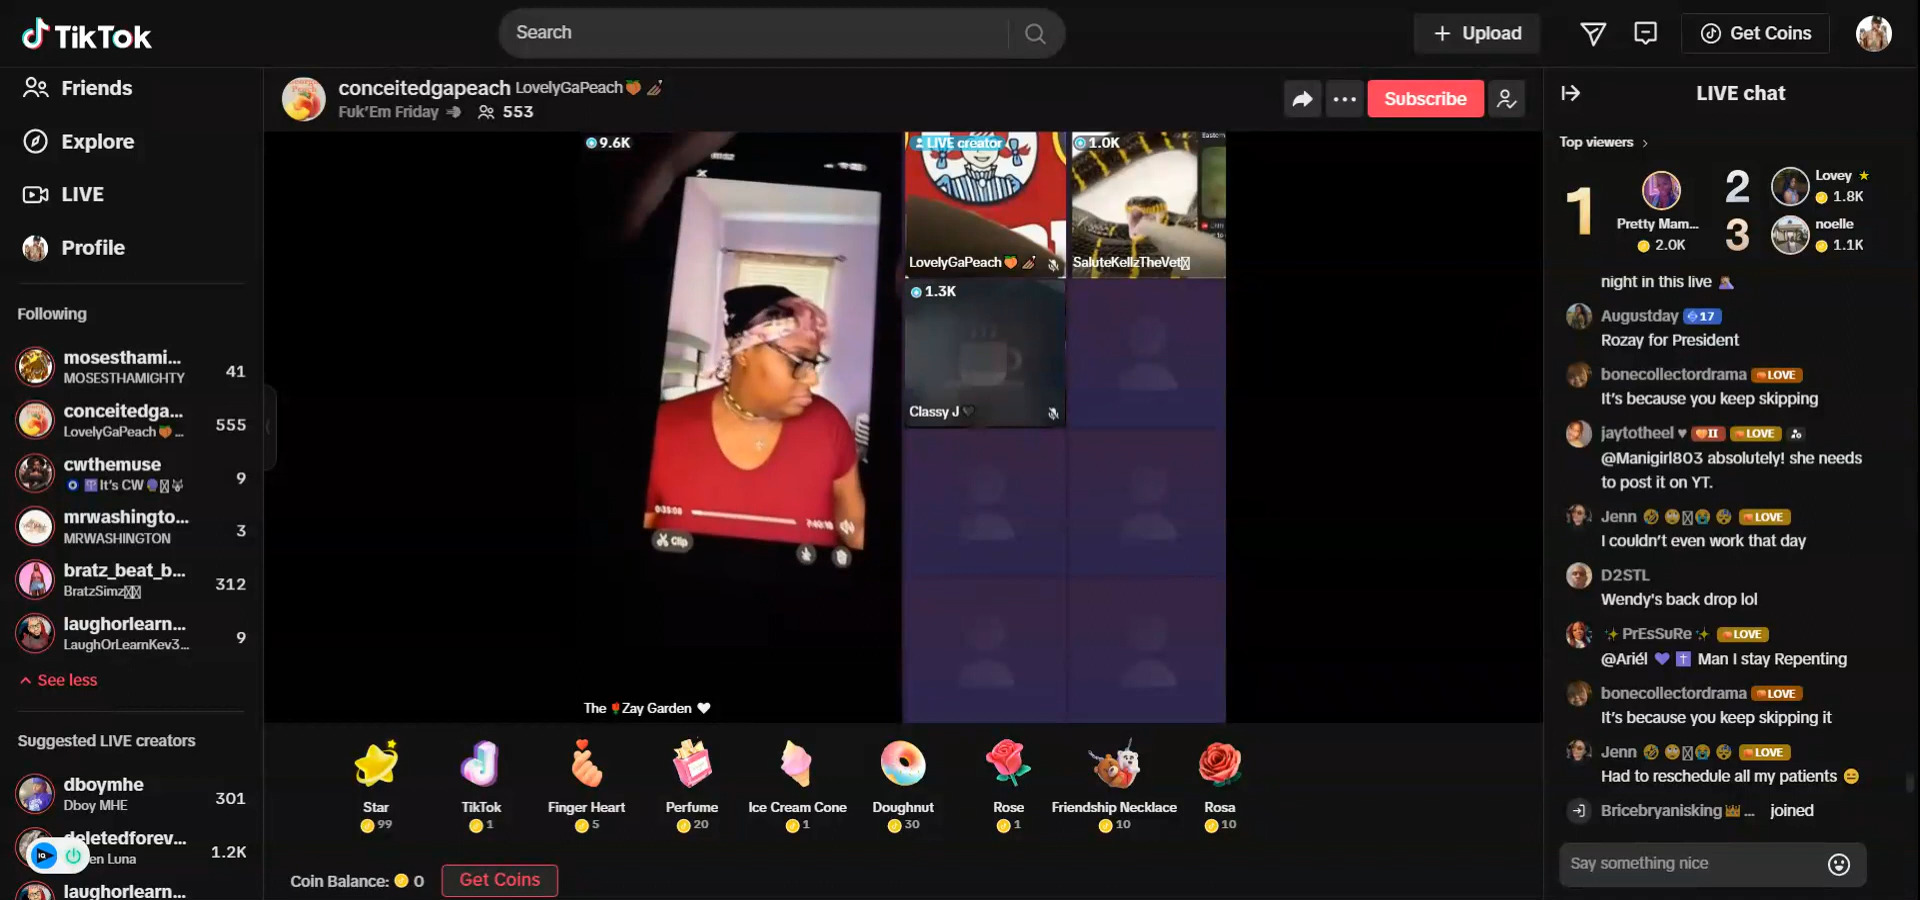 TikTok
Search
Upload
Get Coins
Friends
Explore
LIVE
Profile
Following
mosesthami...
MOSESTHAMIGHTY
41
conceitedga...
LovelyGaPeach🍑...
555
cwthemuse
It's CW
9
mrwashingto...
MRWASHINGTON
3
bratz_beat_b...
BratzSimz
312
laughorlearn...
LaughOrLearnKev3...
9
See less
Suggested LIVE creators
dboymhe
Dboy MHE
301
deletedforev...
en Luna
1.2K
laughorlearn...
conceitedgapeach LovelyGaPeach🍑💅🏾
Fuk'Em Friday 553
Subscribe
9.6K
Clip
The 🌹Zay Garden 🤍
LIVE creator
LovelyGaPeach🍑💅🏾
1.0K
SaluteKellzTheVet
1.3K
Classy J🖤
Star
99
TikTok
1
Finger Heart
5
Perfume
20
Ice Cream Cone
1
Doughnut
30
Rose
1
Friendship Necklace
10
Rosa
10
Coin Balance: 0
Get Coins
LIVE chat
Top viewers
1
Pretty Mam...
2.0K
2
Lovey ⭐
1.8K
3
noelle
1.1K
night in this live
Augustday 17
Rozay for President
bonecollectordrama LOVE
It's because you keep skipping
jaytotheel ♥ II LOVE
@Manigirl803 absolutely! she needs
to post it on YT.
Jenn LOVE
I couldn't even work that day
D2STL
Wendy's back drop lol
✨PrEsSuRe✨ LOVE
@Ariél 💜 ✝️ Man I stay Repenting
bonecollectordrama LOVE
It's because you keep skipping it
Jenn LOVE
Had to reschedule all my patients 😑
Bricebryanisking👑 ... joined
Say something nice